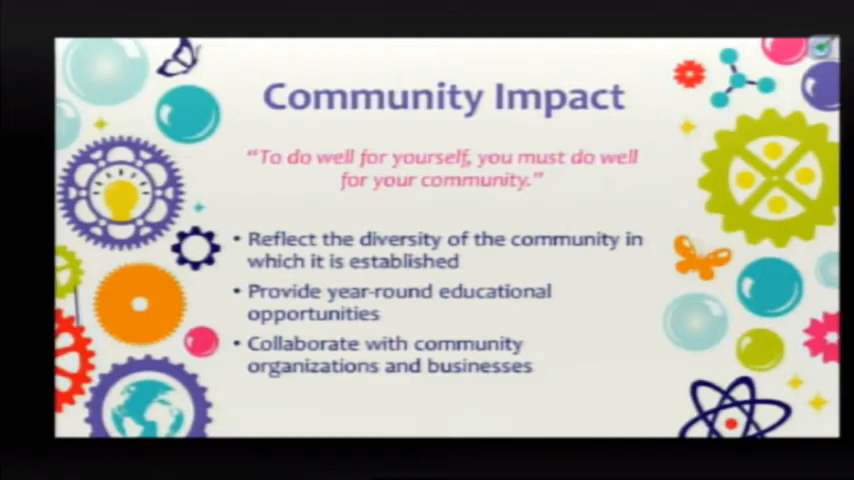 Community Impact
“To do well for yourself, you must do well
for your community.”
• Reflect the diversity of the community in
which it is established
• Provide year-round educational
opportunities
• Collaborate with community
organizations and businesses